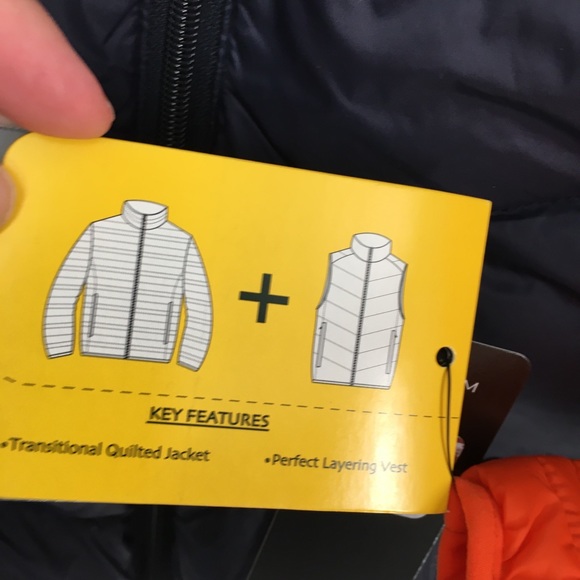 KEY FEATURES
•Transitional Quilted Jacket
•Perfect Layering Vest
M